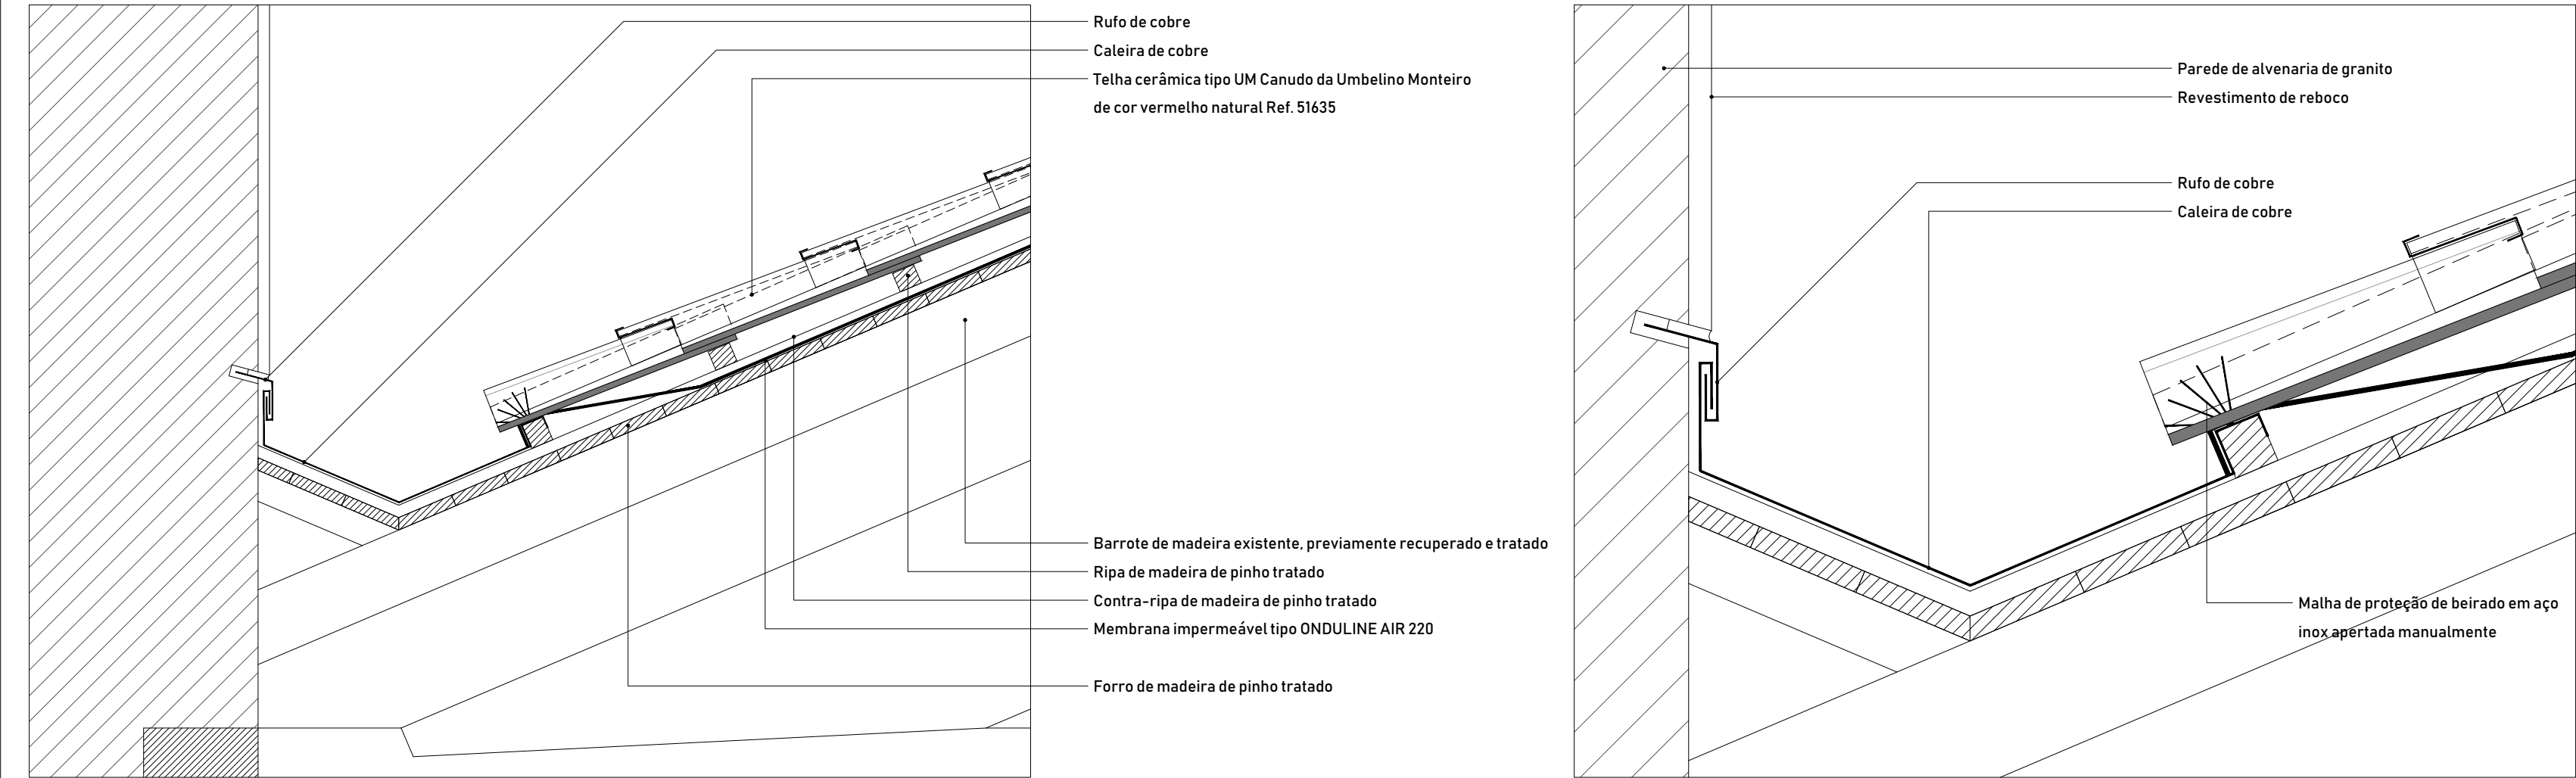 Rufo de cobre
Caleira de cobre
Telha cerâmica tipo UM Canudo da Umbelino Monteiro
de cor vermelho natural Ref. 51635
Barrote de madeira existente, previamente recuperado e tratado
Ripa de madeira de pinho tratado
Contra-ripa de madeira de pinho tratado
Membrana impermeável tipo ONDULINE AIR 220
Forro de madeira de pinho tratado
Parede de alvenaria de granito
Revestimento de reboco
Rufo de cobre
Caleira de cobre
Malha de proteção de beirado em aço
inox apertada manualmente